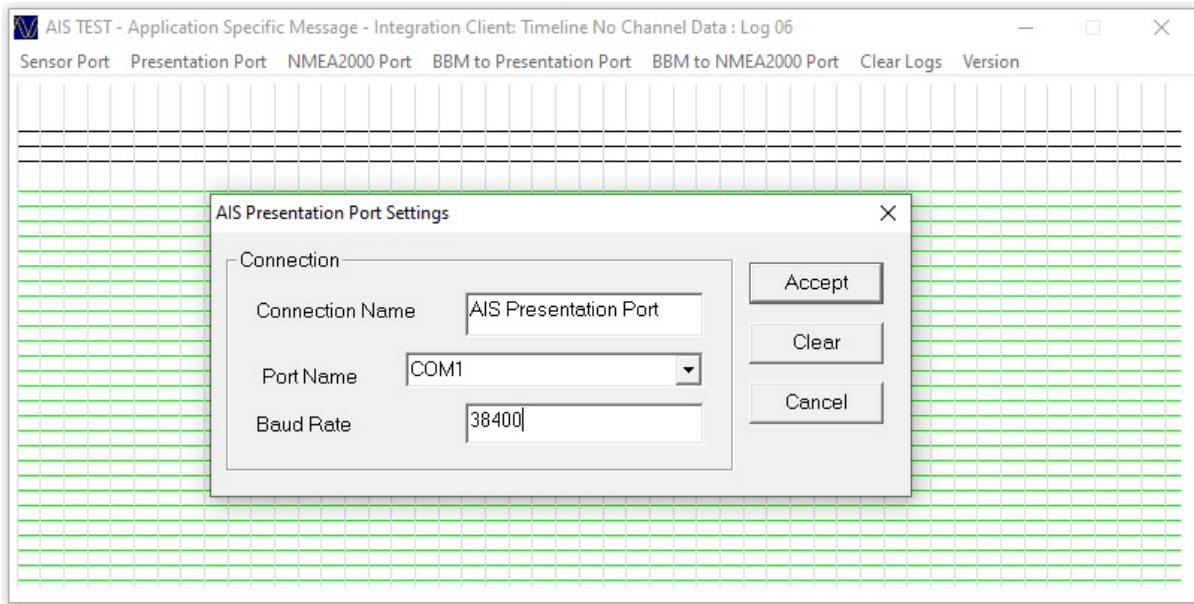 AIS TEST - Application Specific Message - Integration Client: Timeline No Channel Data : Log 06
Sensor Port Presentation Port NMEA2000 Port BBM to Presentation Port BBM to NMEA2000 Port Clear Logs Version
AIS Presentation Port Settings
Connection
Connection Name AIS Presentation Port
Port Name COM1
Baud Rate 38400
Accept
Clear
Cancel